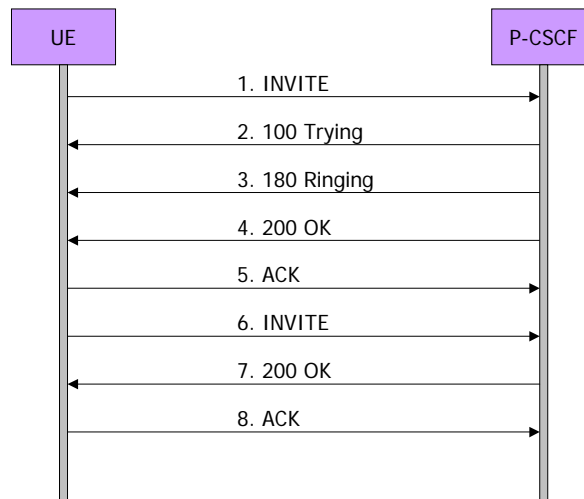 UE
P-CSCF
1. INVITE
2. 100 Trying
3. 180 Ringing
4. 200 OK
5. ACK
6. INVITE
7. 200 OK
8. ACK